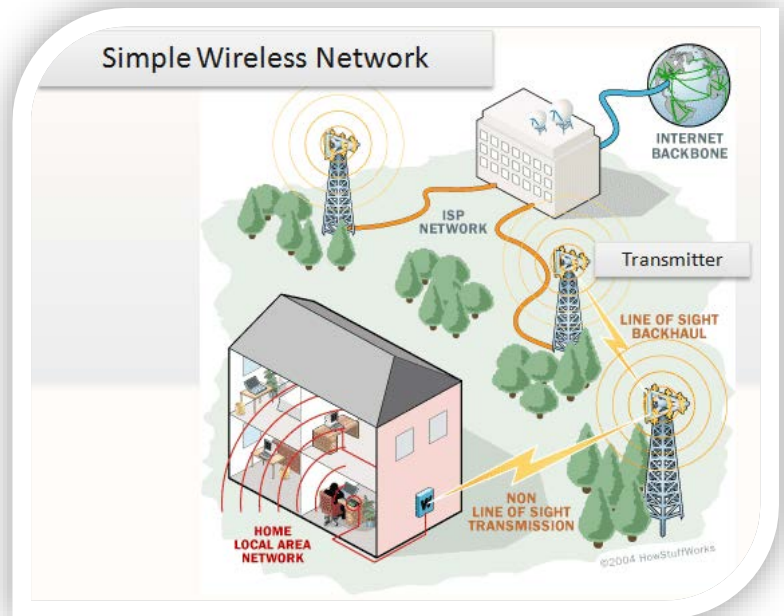 Simple Wireless Network
INTERNET
BACKBONE
ISP
NETWORK
Transmitter
LINE OF SIGHT
BACKHAUL
NON
LINE OF SIGHT
TRANSMISSION
HOME
LOCAL AREA
NETWORK
©2004 HowStuffWorks